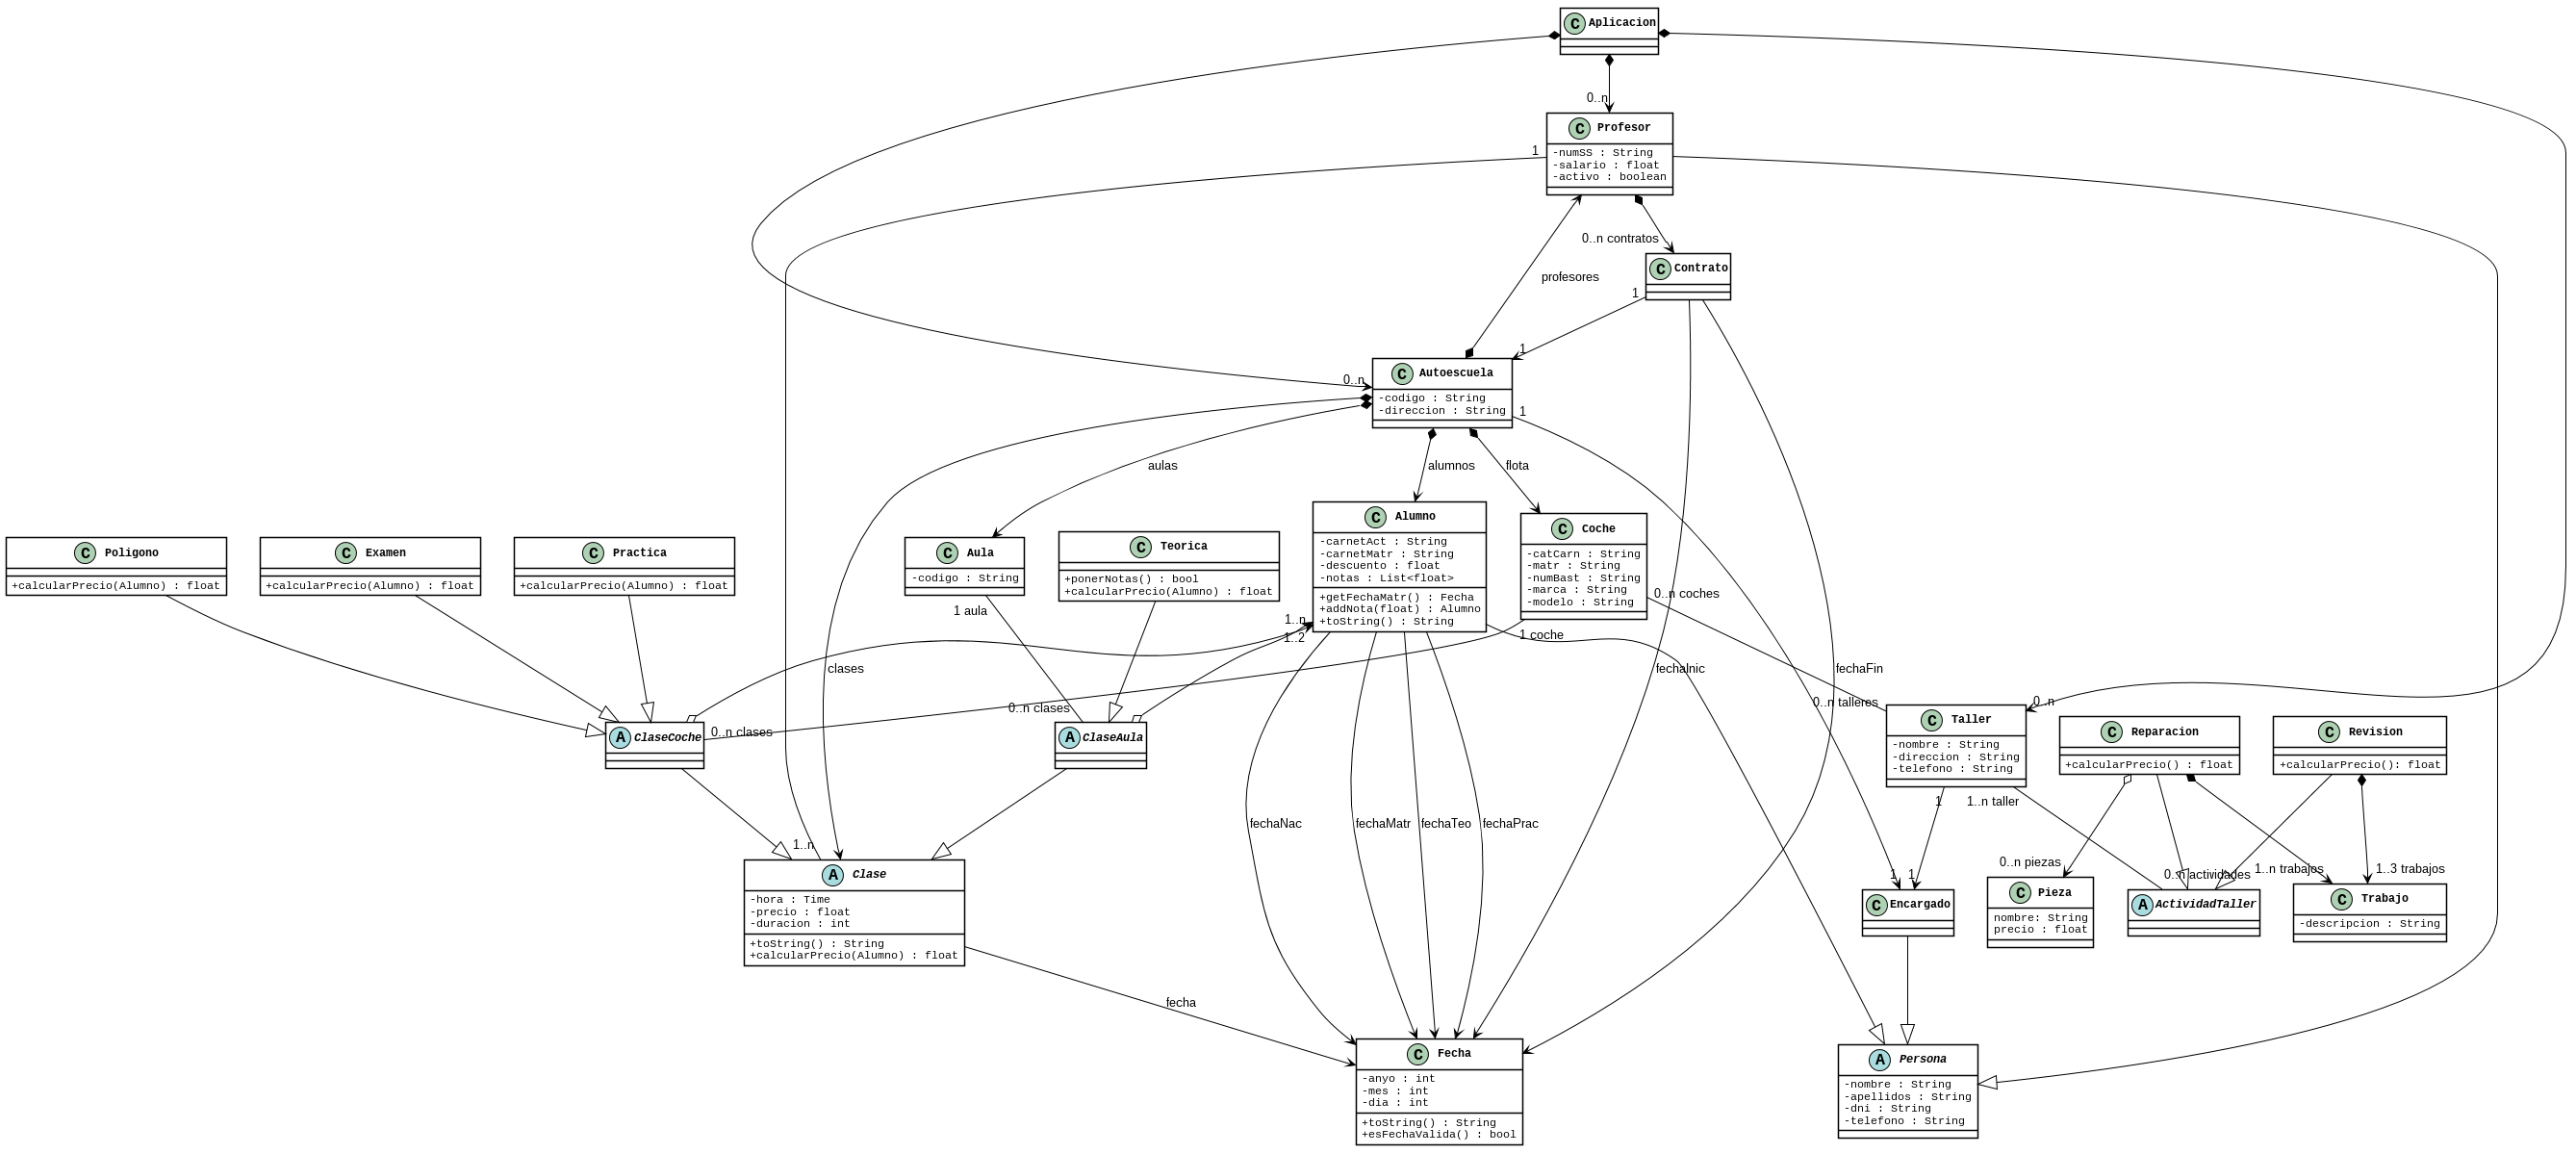 C Aplicacion
0..n
C Profesor
-numSS : String
-salario : float
-activo : boolean
1
0..n contratos
C Contrato
profesores
1
1
0..n
C Autoescuela
-codigo : String
-direccion : String
1
aulas
alumnos
flota
C Poligono
+calcularPrecio(Alumno) : float
C Examen
+calcularPrecio(Alumno) : float
C Practica
+calcularPrecio(Alumno) : float
C Aula
-codigo : String
1 aula
C Teorica
+ponerNotas() : bool
+calcularPrecio(Alumno) : float
C Alumno
-carnetAct : String
-carnetMatr : String
-descuento : float
-notas : List<float>
+getFechaMatr() : Fecha
+addNota(float) : Alumno
+toString() : String
1..n
1..2
C Coche
-catCarn : String
-matr : String
-numBast : String
-marca : String
-modelo : String
0..n coches
1 coche
clases
fechaInic
fechaFin
0..n talleres
0..n
A ClaseCoche
0..n clases
0..n clases
A ClaseAula
C Taller
-nombre : String
-direccion : String
-telefono : String
1
1..n taller
C Reparacion
+calcularPrecio() : float
C Revision
+calcularPrecio(): float
fechaNac
fechaMatr
fechaTeo
fechaPrac
1..n
A Clase
-hora : Time
-precio : float
-duracion : int
+toString() : String
+calcularPrecio(Alumno) : float
1
1
C Encargado
0..n piezas
C Pieza
nombre: String
precio : float
0..n actividades
A ActividadTaller
1..n trabajos
1..3 trabajos
C Trabajo
-descripcion : String
fecha
C Fecha
-anyo : int
-mes : int
-dia : int
+toString() : String
+esFechaValida() : bool
A Persona
-nombre : String
-apellidos : String
-dni : String
-telefono : String